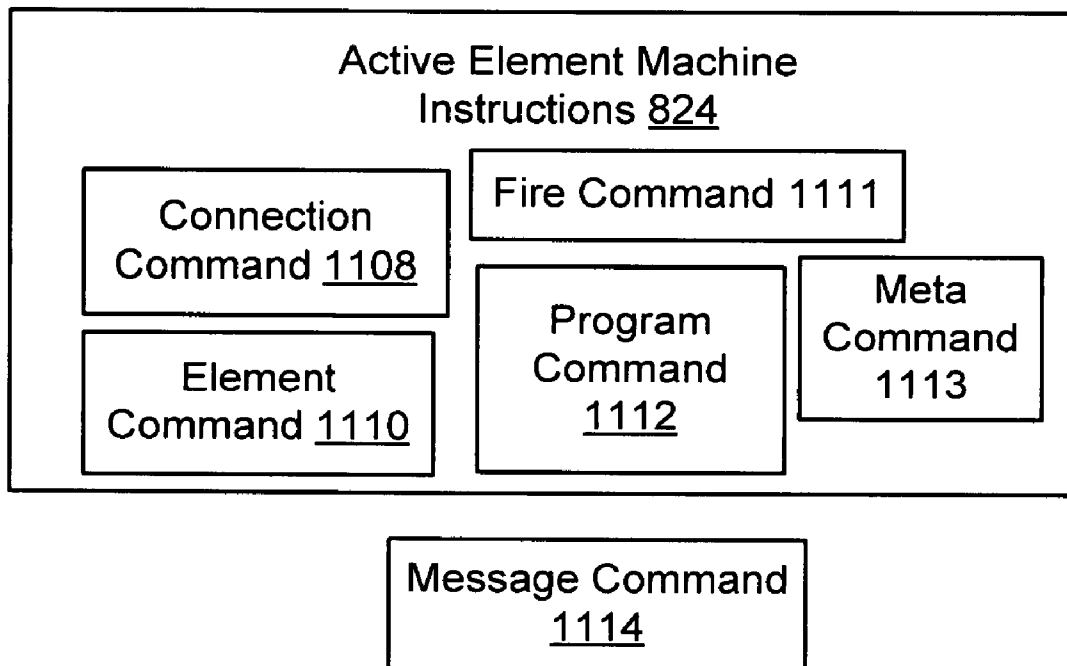 Active Element Machine
Instructions 824
Connection
Command 1108
Fire Command 1111
Element
Command 1110
Program
Command
1112
Meta
Command
1113
Message Command
1114